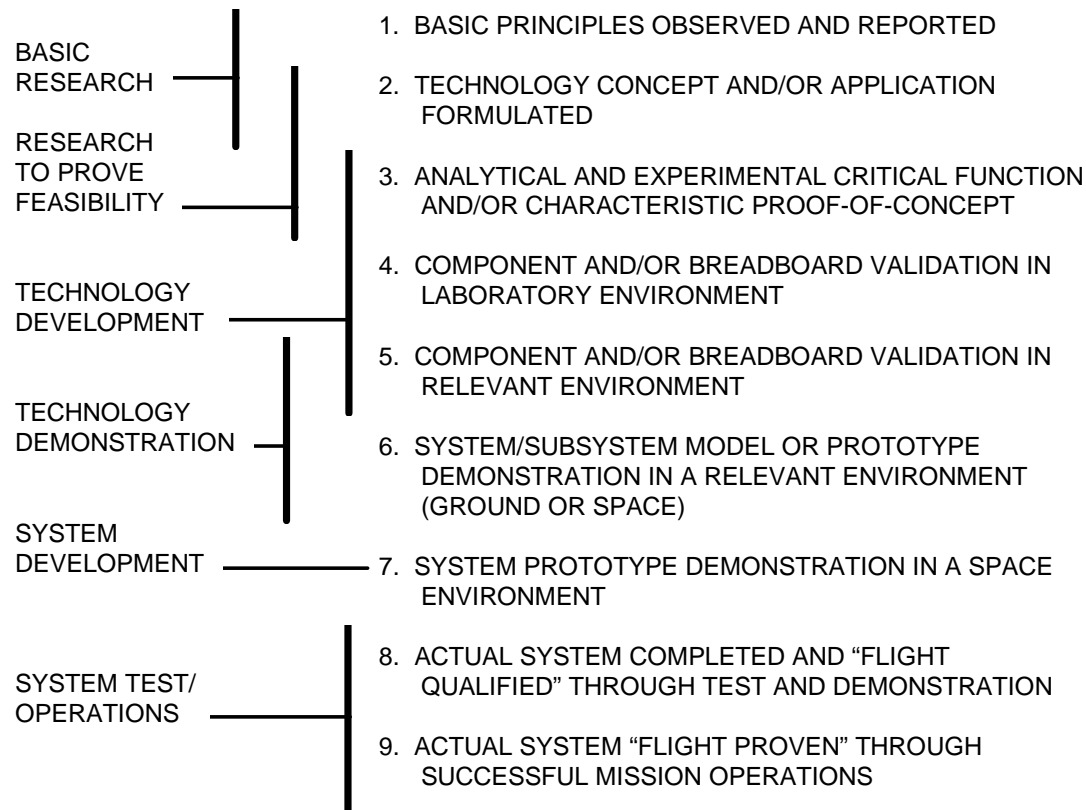 BASIC
RESEARCH
RESEARCH
TO PROVE
FEASIBILITY
TECHNOLOGY
DEVELOPMENT
TECHNOLOGY
DEMONSTRATION
SYSTEM
DEVELOPMENT
SYSTEM TEST/
OPERATIONS
1. BASIC PRINCIPLES OBSERVED AND REPORTED
2. TECHNOLOGY CONCEPT AND/OR APPLICATION
FORMULATED
3. ANALYTICAL AND EXPERIMENTAL CRITICAL FUNCTION
AND/OR CHARACTERISTIC PROOF-OF-CONCEPT
4. COMPONENT AND/OR BREADBOARD VALIDATION IN
LABORATORY ENVIRONMENT
5. COMPONENT AND/OR BREADBOARD VALIDATION IN
RELEVANT ENVIRONMENT
6. SYSTEM/SUBSYSTEM MODEL OR PROTOTYPE
DEMONSTRATION IN A RELEVANT ENVIRONMENT
(GROUND OR SPACE)
7. SYSTEM PROTOTYPE DEMONSTRATION IN A SPACE
ENVIRONMENT
8. ACTUAL SYSTEM COMPLETED AND “FLIGHT
QUALIFIED” THROUGH TEST AND DEMONSTRATION
9. ACTUAL SYSTEM “FLIGHT PROVEN” THROUGH
SUCCESSFUL MISSION OPERATIONS